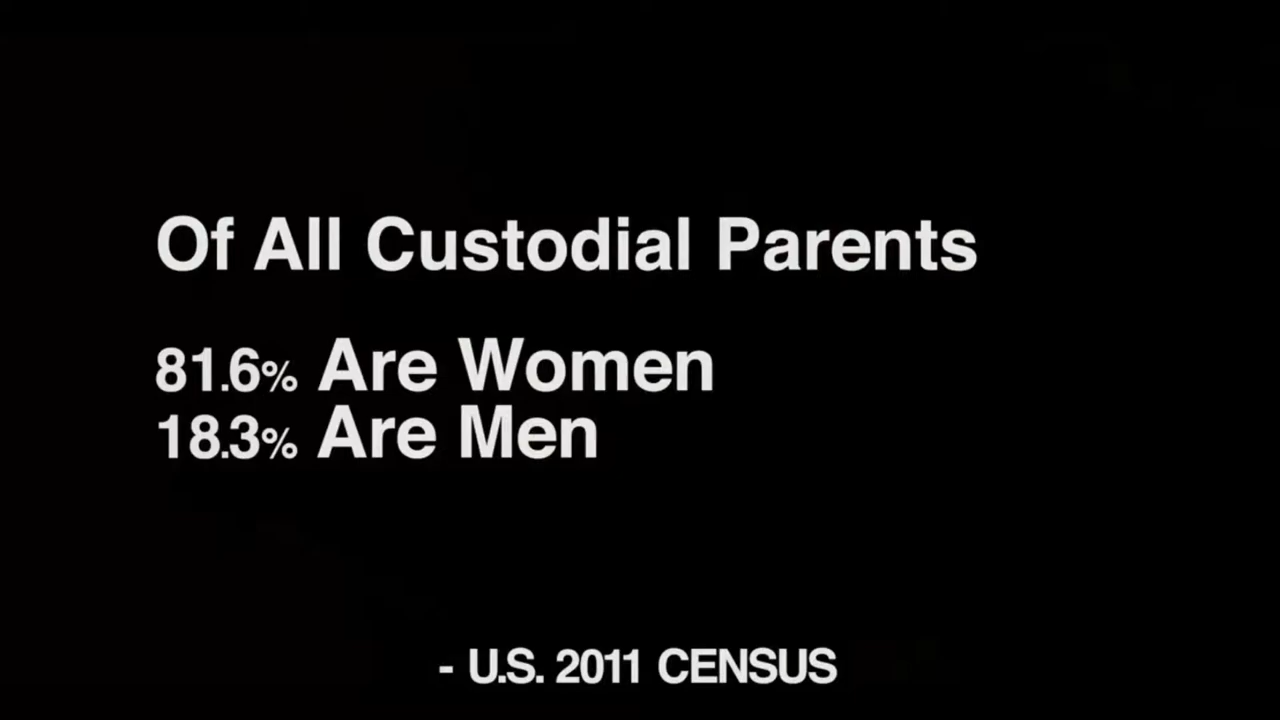 Of All Custodial Parents
81.6% Are Women
18.3% Are Men
- U.S. 2011 CENSUS